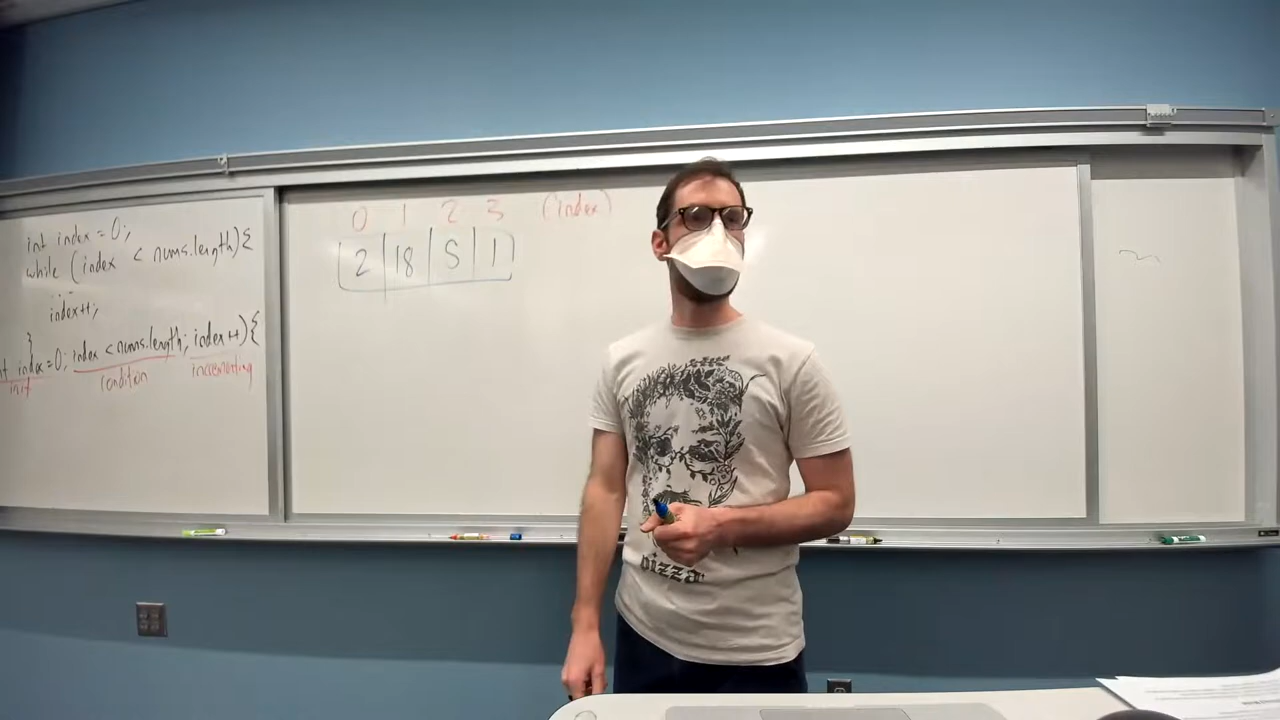 int index = 0;
while (index < nums.length){
...
index++;
}
nt index=0; index < nums.length; index++){
init condition incrementing
0 1 2 3 (index)
2 18 5 1
pizza